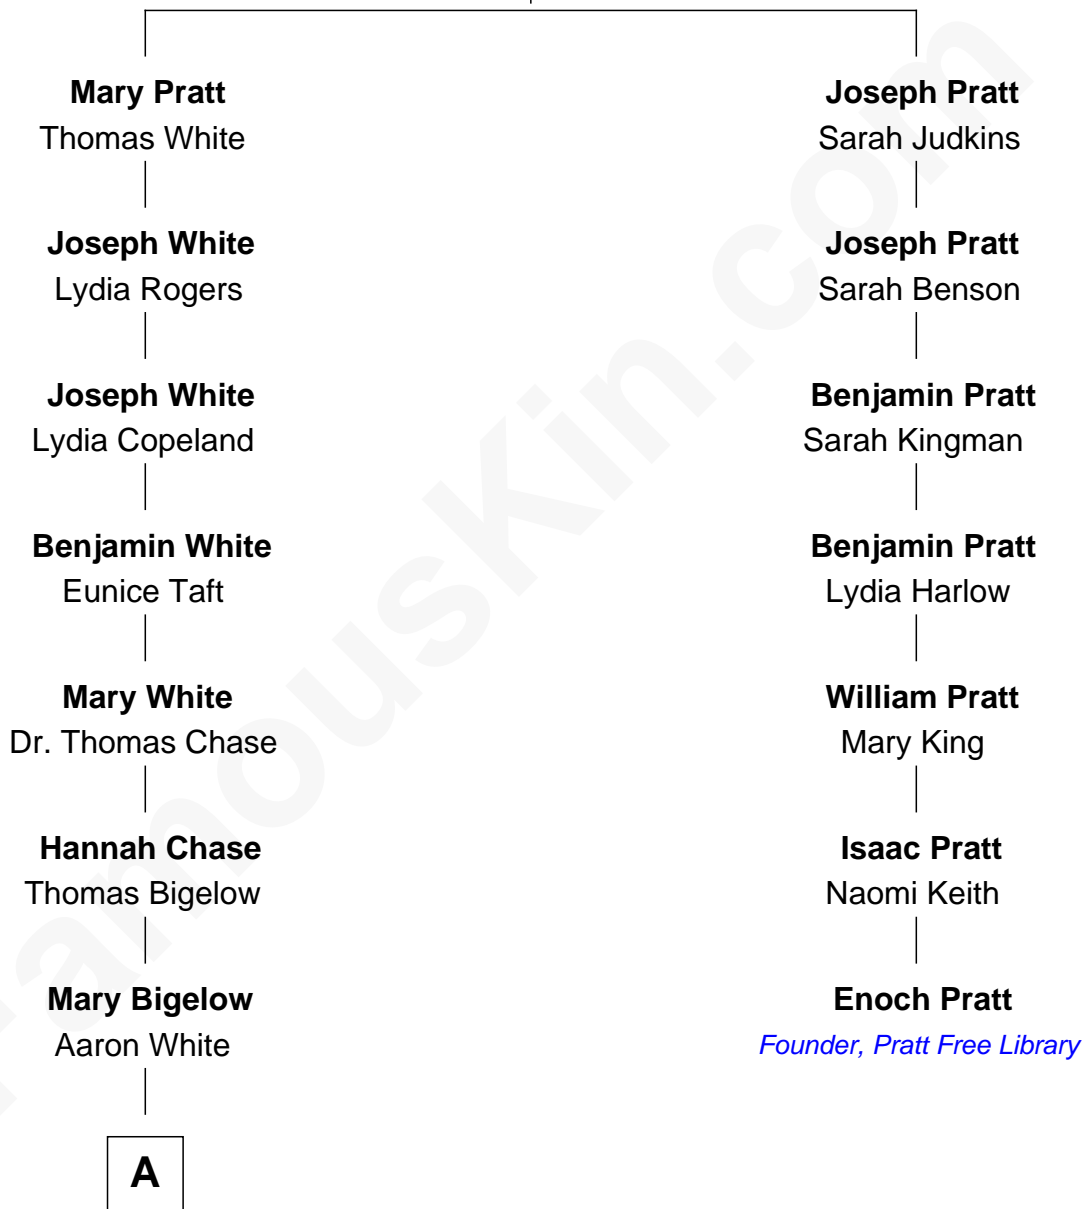 Mary Pratt
Thomas White
Joseph White
Lydia Rogers
Joseph White
Lydia Copeland
Benjamin White
Eunice Taft
Mary White
Dr. Thomas Chase
Hannah Chase
Thomas Bigelow
Mary Bigelow
Aaron White
A
Joseph Pratt
Sarah Judkins
Joseph Pratt
Sarah Benson
Benjamin Pratt
Sarah Kingman
Benjamin Pratt
Lydia Harlow
William Pratt
Mary King
Isaac Pratt
Naomi Keith
Enoch Pratt
Founder, Pratt Free Library
FamousKin.com